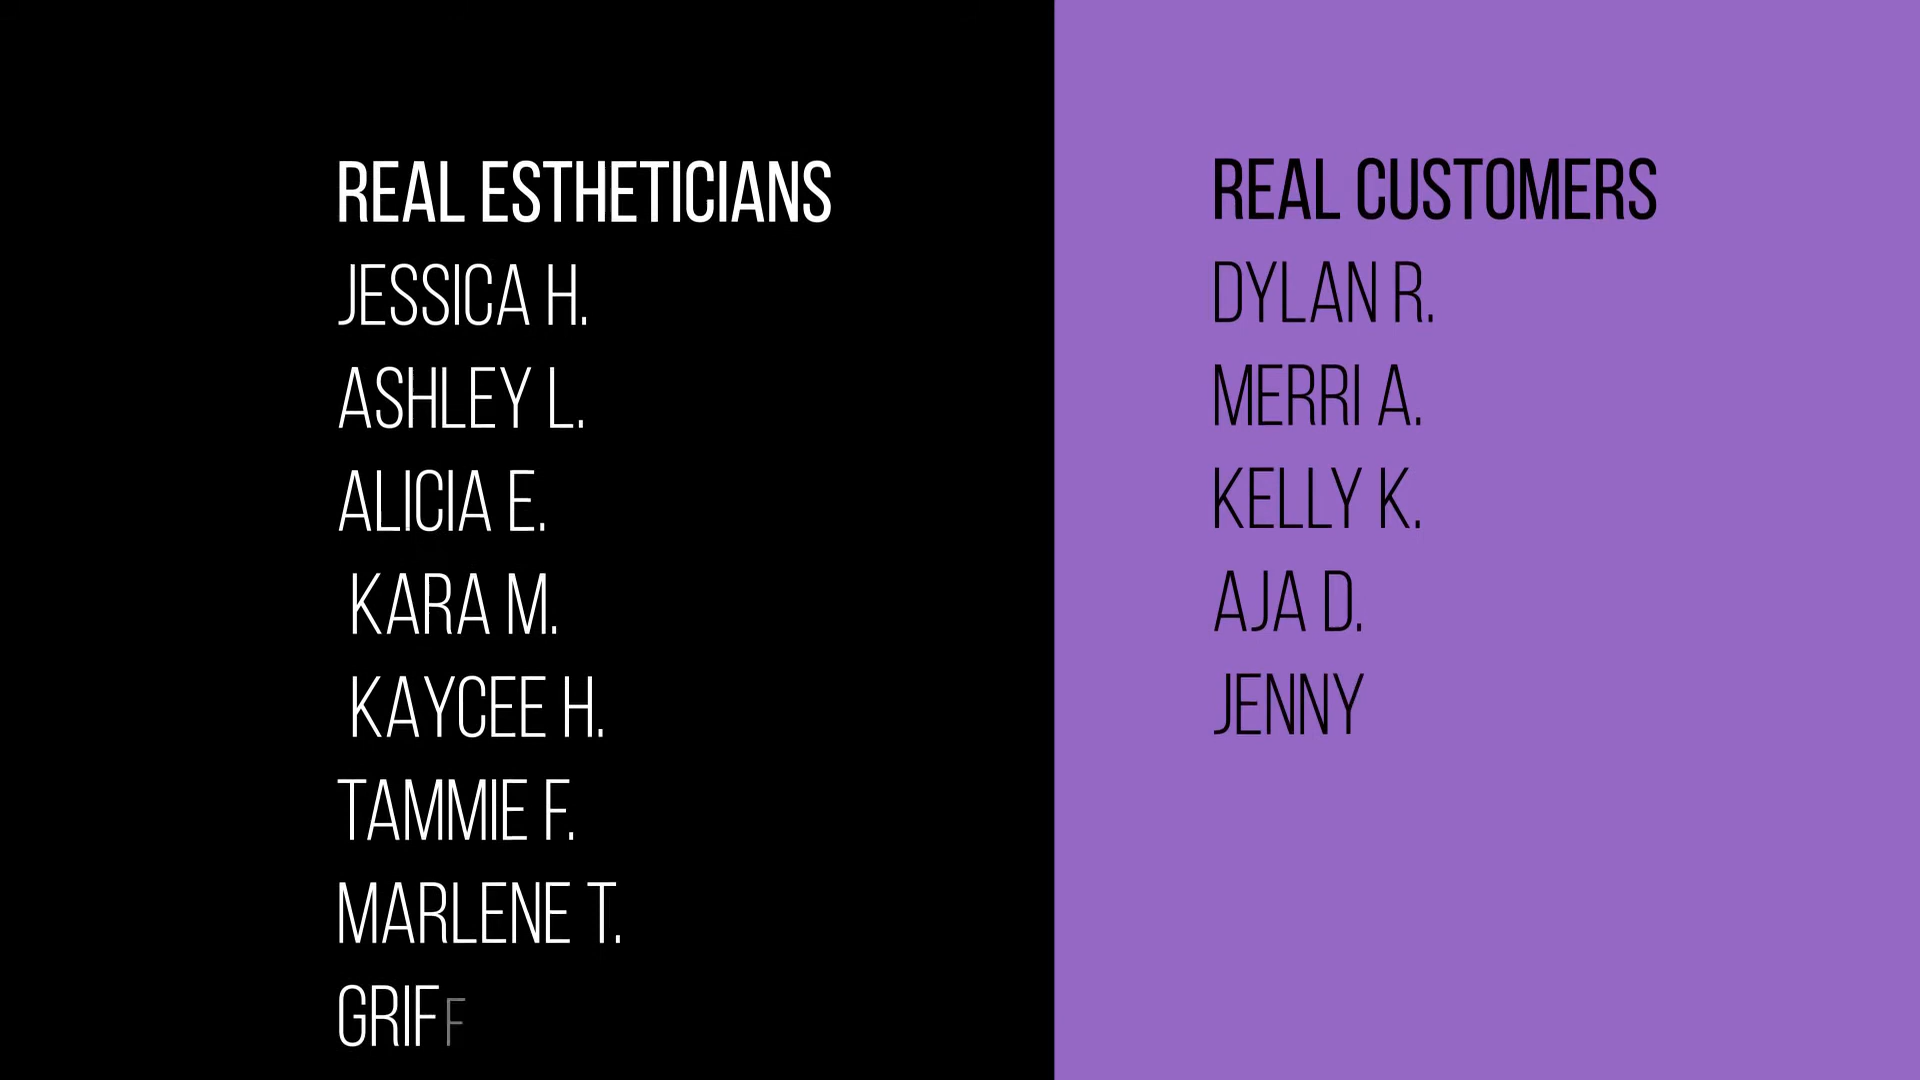 REAL ESTHETICIANS
JESSICA H.
ASHLEY L.
ALICIA E.
KARA M.
KAYCEE H.
TAMMIE F.
MARLENE T.
GRIFF
REAL CUSTOMERS
DYLAN R.
MERRI A.
KELLY K.
AJA D.
JENNY